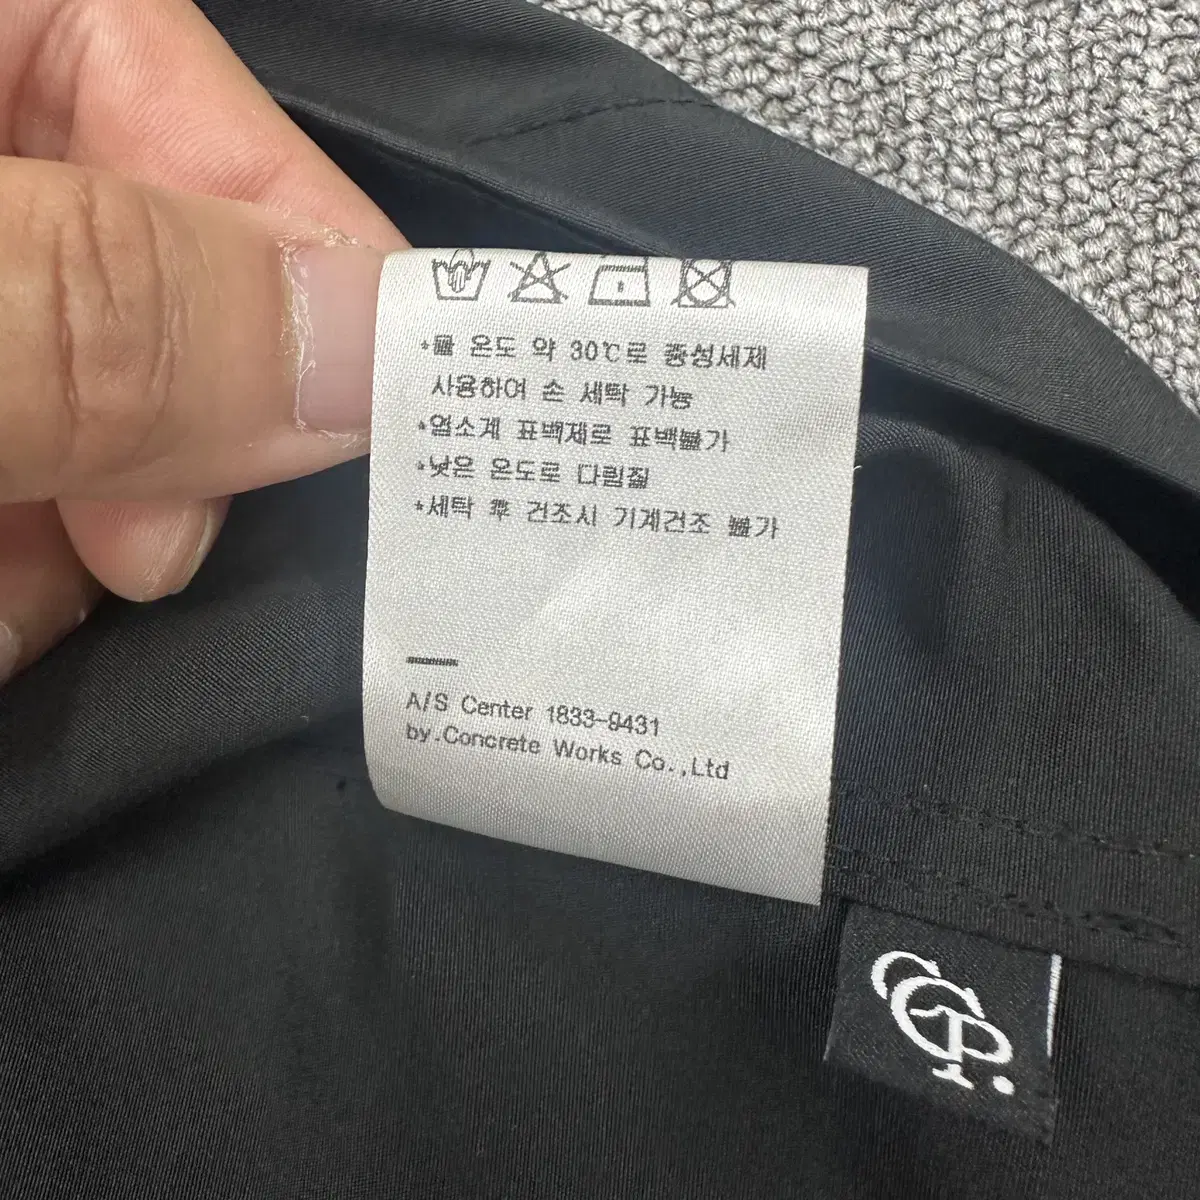 *물 온도 약 30℃로 중성세제
사용하여 손 세탁 가능
*염소계 표백제로 표백불가
*낮은 온도로 다림질
*세탁 후 건조시 기계건조 불가
A/S Center 1833-9431
by.Concrete Works Co.,Ltd